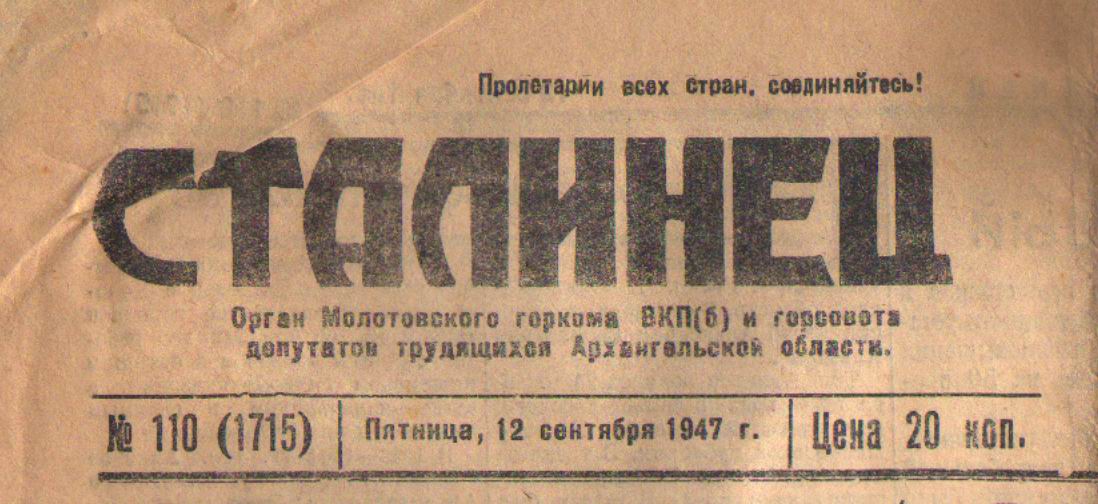 Пролетарии всех стран, соединяйтесь!
СТАЛИНЕЦ
Орган Молотовского горкома ВКП(б) и горсовета
депутатов трудящихся Архангельской области.
№ 110 (1715) Пятница, 12 сентября 1947 г. Цена 20 коп.